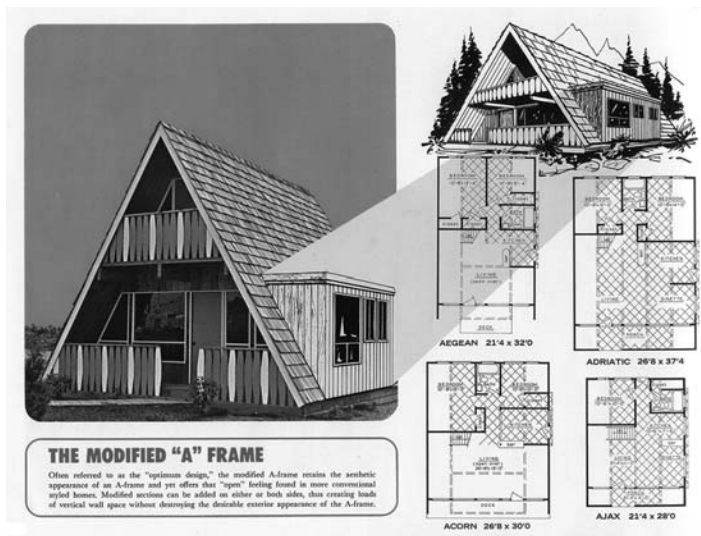 THE MODIFIED “A” FRAME
Often referred to as the “optimum design,” the modified A-frame retains the aesthetic
appearance of an A-frame and yet offers that “open” feeling found in more conventional
styled homes. Modified sections can be added on either or both sides, thus creating loads
of vertical wall space without destroying the desirable exterior appearance of the A-frame.
BEDROOM BEDROOM
KITCHEN
LIVING
DECK
AEGEAN 21'4 x 32'0
BEDROOM BEDROOM
KITCHEN
LIVING DINETTE
PORCH
ADRIATIC 26'8 x 37'4
BEDROOM BEDROOM
KITCHEN
LIVING
DECK
ACORN 26'8 x 30'0
BEDROOM
KITCHEN
LIVING
AJAX 21'4 x 28'0